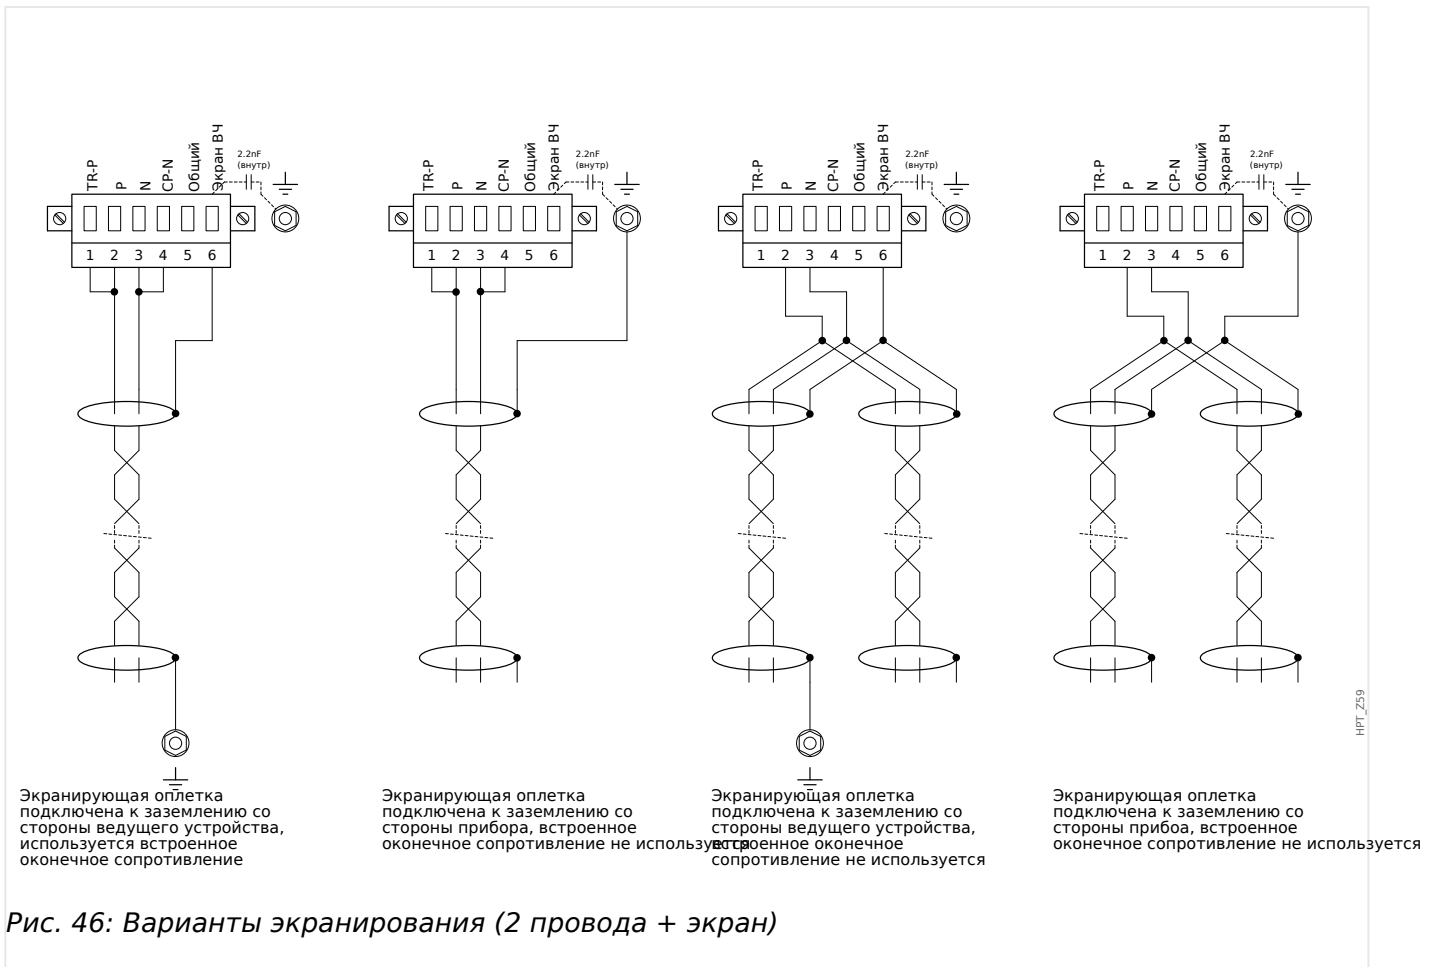 TR-P
P
N
CP-N
Общий
Экран ВЧ
2.2nF
(внутр)
1 2 3 4 5 6
TR-P
P
N
CP-N
Общий
Экран ВЧ
2.2nF
(внутр)
1 2 3 4 5 6
TR-P
P
N
CP-N
Общий
Экран ВЧ
2.2nF
(внутр)
1 2 3 4 5 6
TR-P
P
N
CP-N
Общий
Экран ВЧ
2.2nF
(внутр)
1 2 3 4 5 6
HPT_Z59
Экранирующая оплетка
подключена к заземлению со
стороны ведущего устройства,
используется встроенное
оконечное сопротивление
Экранирующая оплетка
подключена к заземлению со
стороны прибора, встроенное
оконечное сопротивление не используется
Экранирующая оплетка
подключена к заземлению со
стороны ведущего устройства,
встроенное оконечное
сопротивление не используется
Экранирующая оплетка
подключена к заземлению со
стороны прибоа, встроенное
оконечное сопротивление не используется
Рис. 46: Варианты экранирования (2 провода + экран)